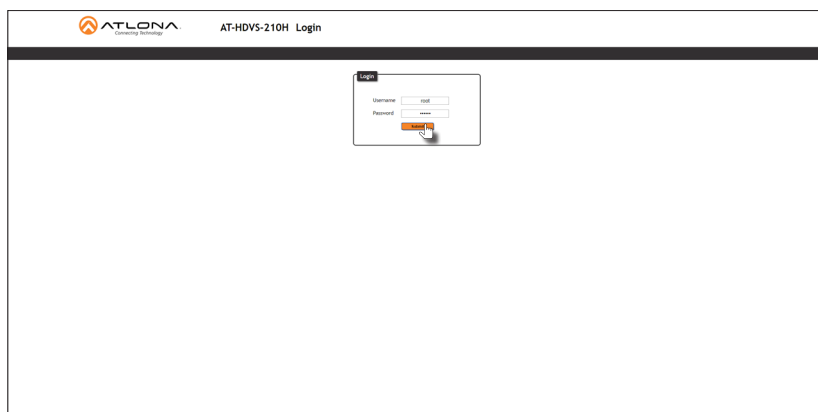 ATLONA
Connecting Technology
AT-HDVS-210H Login
Login
Username root
Password ••••••
Submit